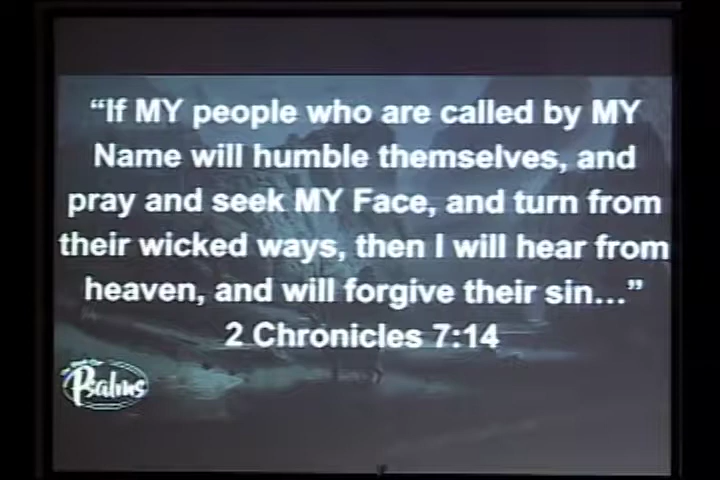 “If MY people who are called by MY
Name will humble themselves, and
pray and seek MY Face, and turn from
their wicked ways, then I will hear from
heaven, and will forgive their sin...”
2 Chronicles 7:14
Psalms